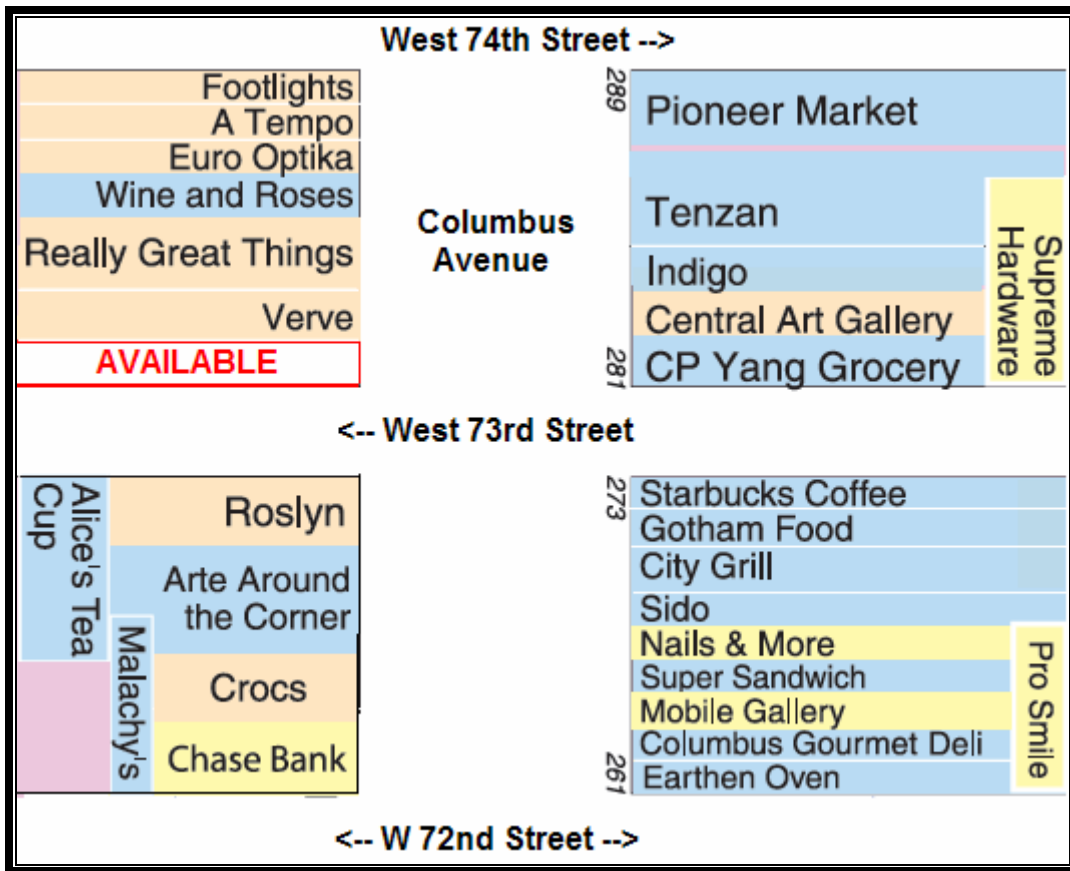 West 74th Street -->
Footlights
A Tempo
Euro Optika
Wine and Roses
Really Great Things
Verve
AVAILABLE
Columbus
Avenue
289
Pioneer Market
Tenzan
Indigo
Central Art Gallery
281
CP Yang Grocery
Supreme
Hardware
<-- West 73rd Street
Alice's Tea
Cup
Roslyn
Arte Around
the Corner
Malachy's
Crocs
Chase Bank
273
Starbucks Coffee
Gotham Food
City Grill
Sido
Nails & More
Super Sandwich
Mobile Gallery
Columbus Gourmet Deli
261
Earthen Oven
Pro Smile
<-- W 72nd Street -->